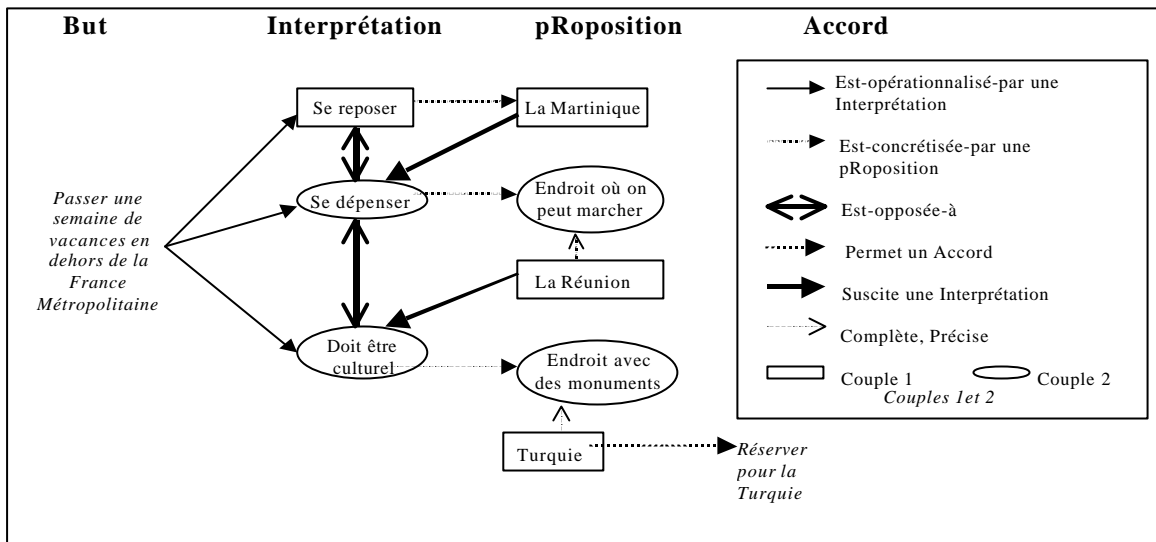 But
Interprétation
pRoposition
Accord
Se reposer
La Martinique
Se dépenser
Endroit où on
peut marcher
Passer une
semaine de
vacances en
dehors de la
France
Métropolitaine
La Réunion
Doit être
culturel
Endroit avec
des monuments
Turquie
Réserver
pour la
Turquie
Est-opérationnalisé-par une
Interprétation
Est-concrétisée-par une
pRoposition
Est-opposée-à
Permet un Accord
Suscite une Interprétation
Complète, Précise
Couple 1
Couple 2
Couples 1et 2